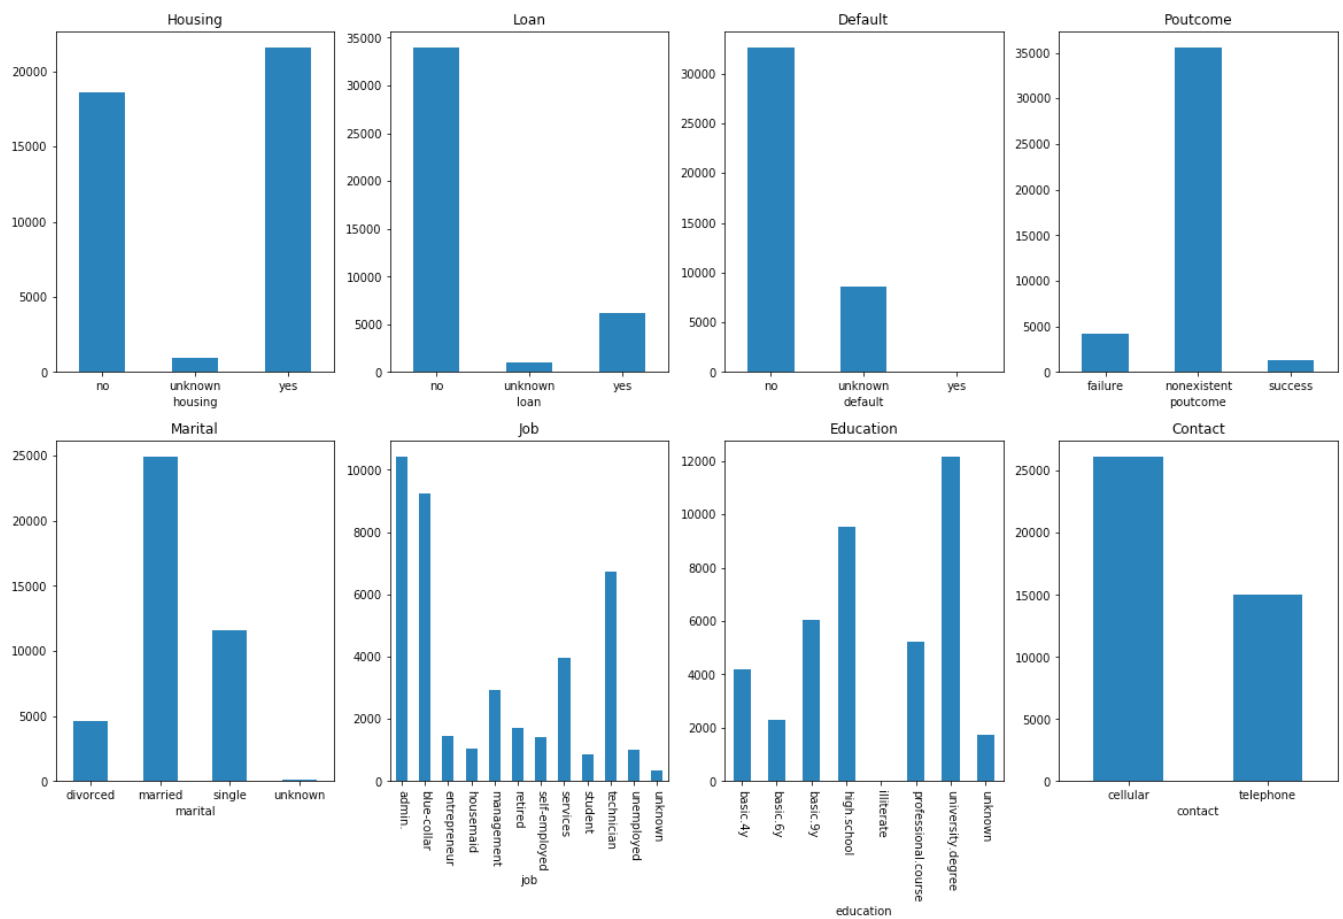 Housing
20000
15000
10000
5000
0
no unknown yes
housing
Loan
35000
30000
25000
20000
15000
10000
5000
0
no unknown yes
loan
Default
30000
25000
20000
15000
10000
5000
0
no unknown yes
default
Poutcome
35000
30000
25000
20000
15000
10000
5000
0
failure nonexistent success
poutcome
Marital
25000
20000
15000
10000
5000
0
divorced married single unknown
marital
Job
10000
8000
6000
4000
2000
0
admin.
blue-collar
entrepreneur
housemaid
management
retired
self-employed
services
student
technician
unemployed
unknown
job
Education
12000
10000
8000
6000
4000
2000
0
basic.4y
basic.6y
basic.9y
high.school
illiterate
professional.course
university.degree
unknown
education
Contact
25000
20000
15000
10000
5000
0
cellular telephone
contact